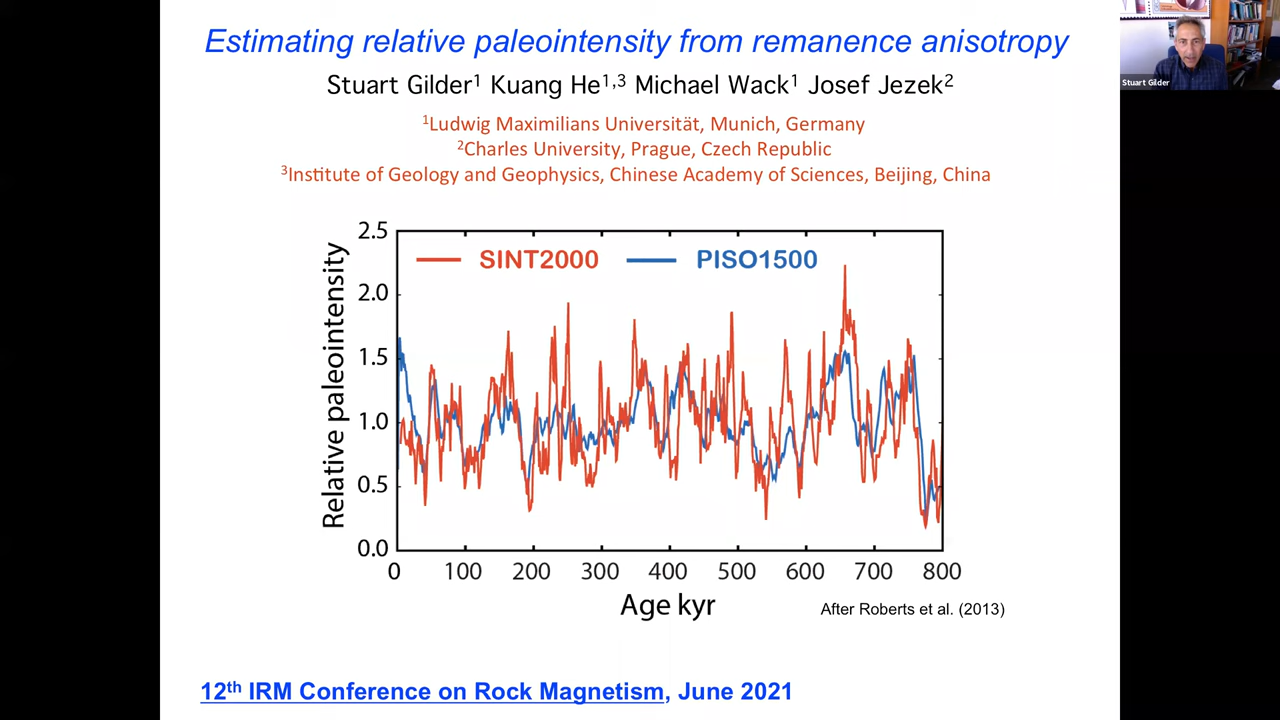 Estimating relative paleointensity from remanence anisotropy
Stuart Gilder¹ Kuang He¹,³ Michael Wack¹ Josef Jezek²
¹Ludwig Maximilians Universität, Munich, Germany
²Charles University, Prague, Czech Republic
³Institute of Geology and Geophysics, Chinese Academy of Sciences, Beijing, China
Stuart Gilder
SINT2000 PISO1500
Relative paleointensity
2.5
2.0
1.5
1.0
0.5
0.0
0 100 200 300 400 500 600 700 800
Age kyr
After Roberts et al. (2013)
12ᵗʰ IRM Conference on Rock Magnetism, June 2021